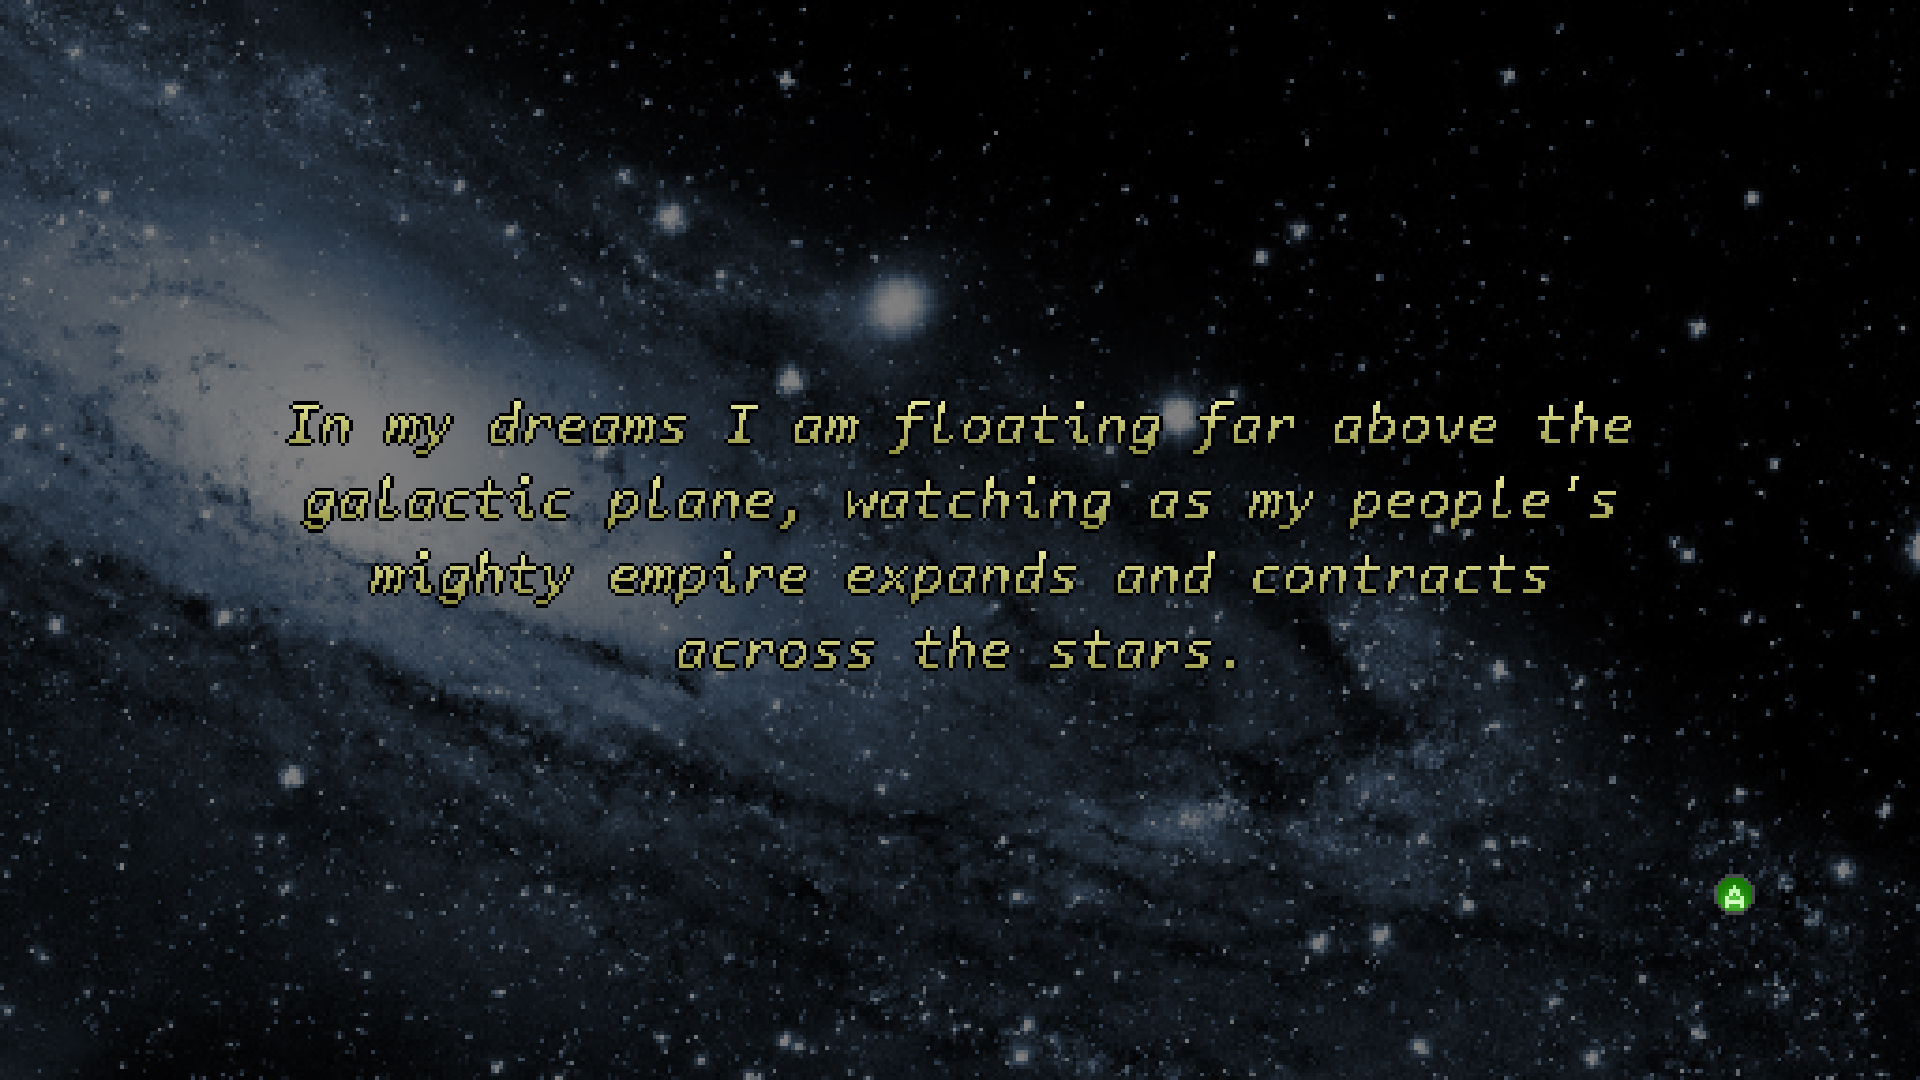 In my dreams I am floating far above the
galactic plane, watching as my people's
mighty empire expands and contracts
across the stars.
A